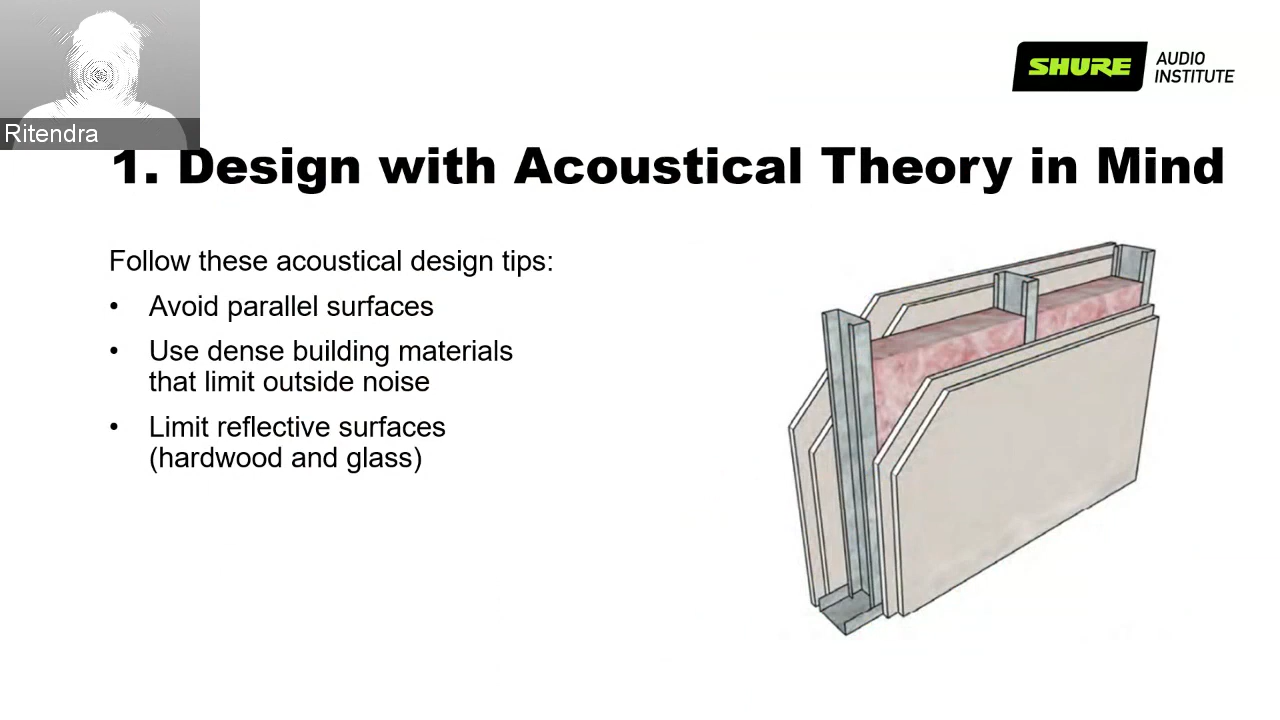 Ritendra
SHURE
AUDIO
INSTITUTE
1. Design with Acoustical Theory in Mind
Follow these acoustical design tips:
• Avoid parallel surfaces
• Use dense building materials
that limit outside noise
• Limit reflective surfaces
(hardwood and glass)